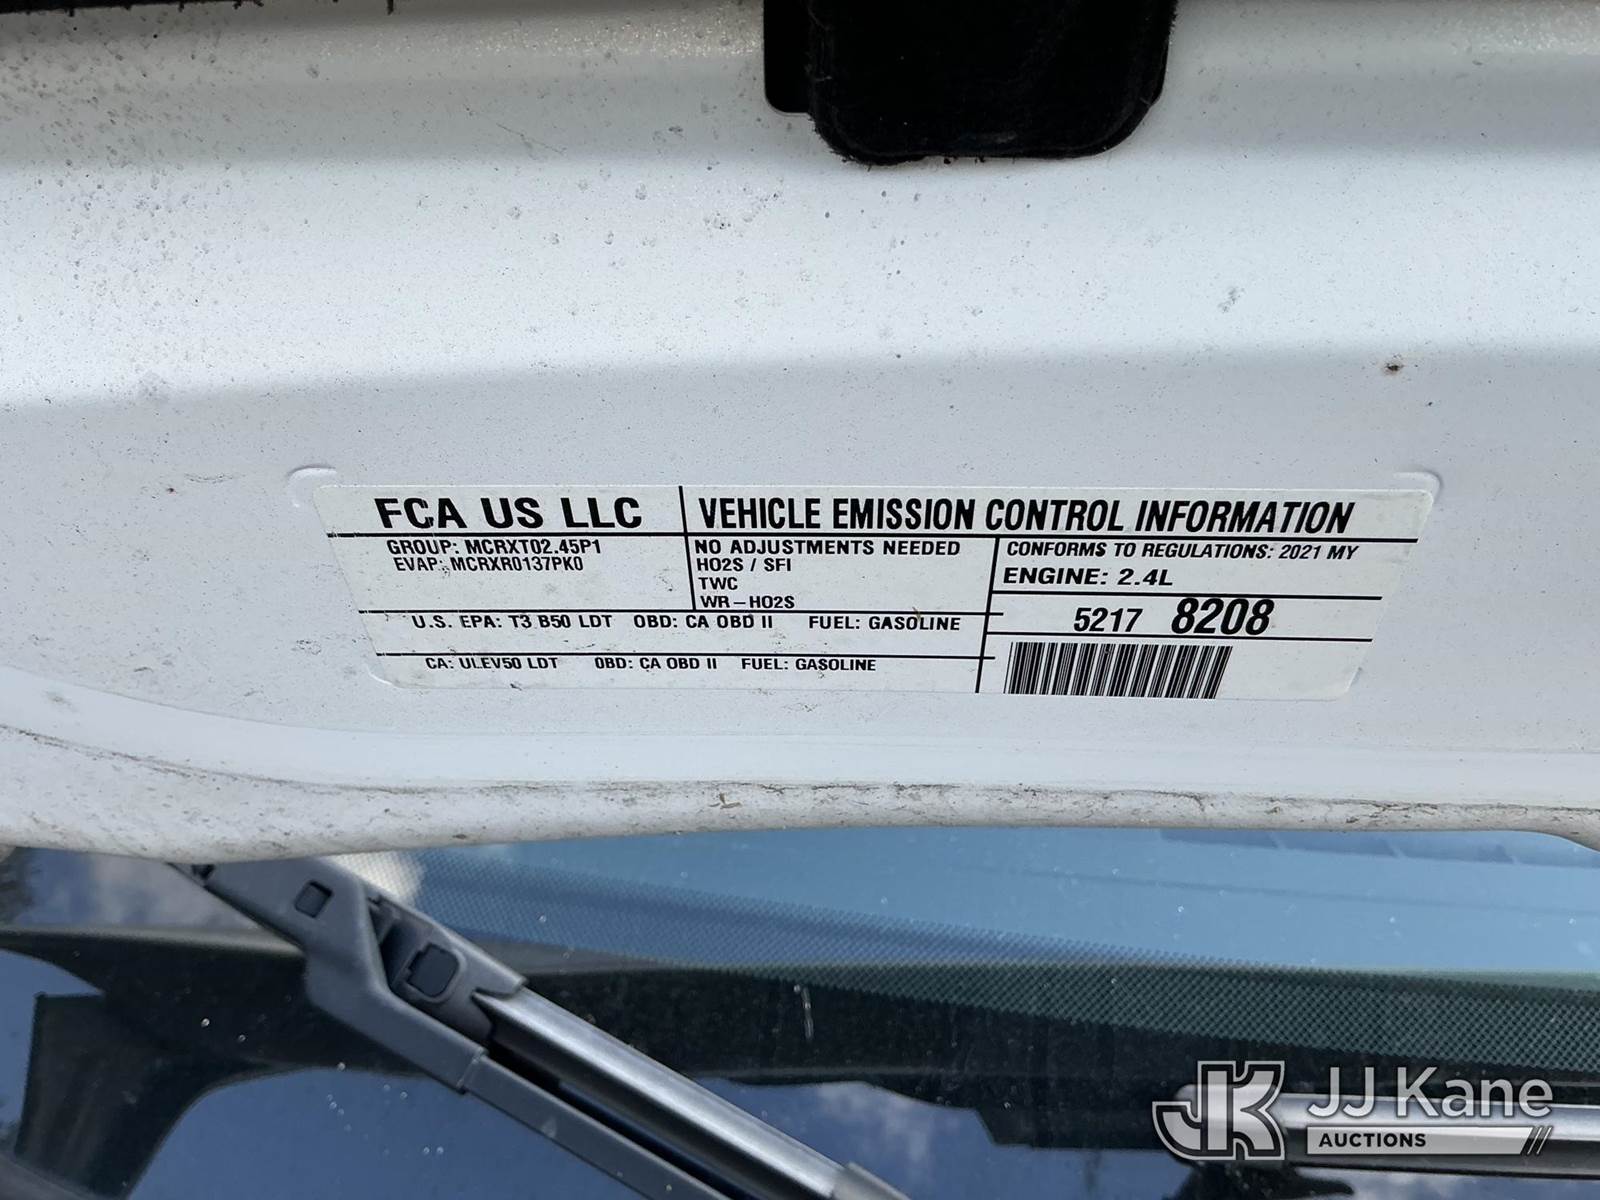 FCA US LLC VEHICLE EMISSION CONTROL INFORMATION
GROUP: MCRXT02.45P1
EVAP: MCRXR0137PK0
NO ADJUSTMENTS NEEDED
HO2S / SFI
TWC
WR-HO2S
CONFORMS TO REGULATIONS: 2021 MY
ENGINE: 2.4L
5217 8208
U.S. EPA: T3 B50 LDT OBD: CA OBD II FUEL: GASOLINE
CA: ULEV50 LDT OBD: CA OBD II FUEL: GASOLINE
JK JJ Kane
AUCTIONS